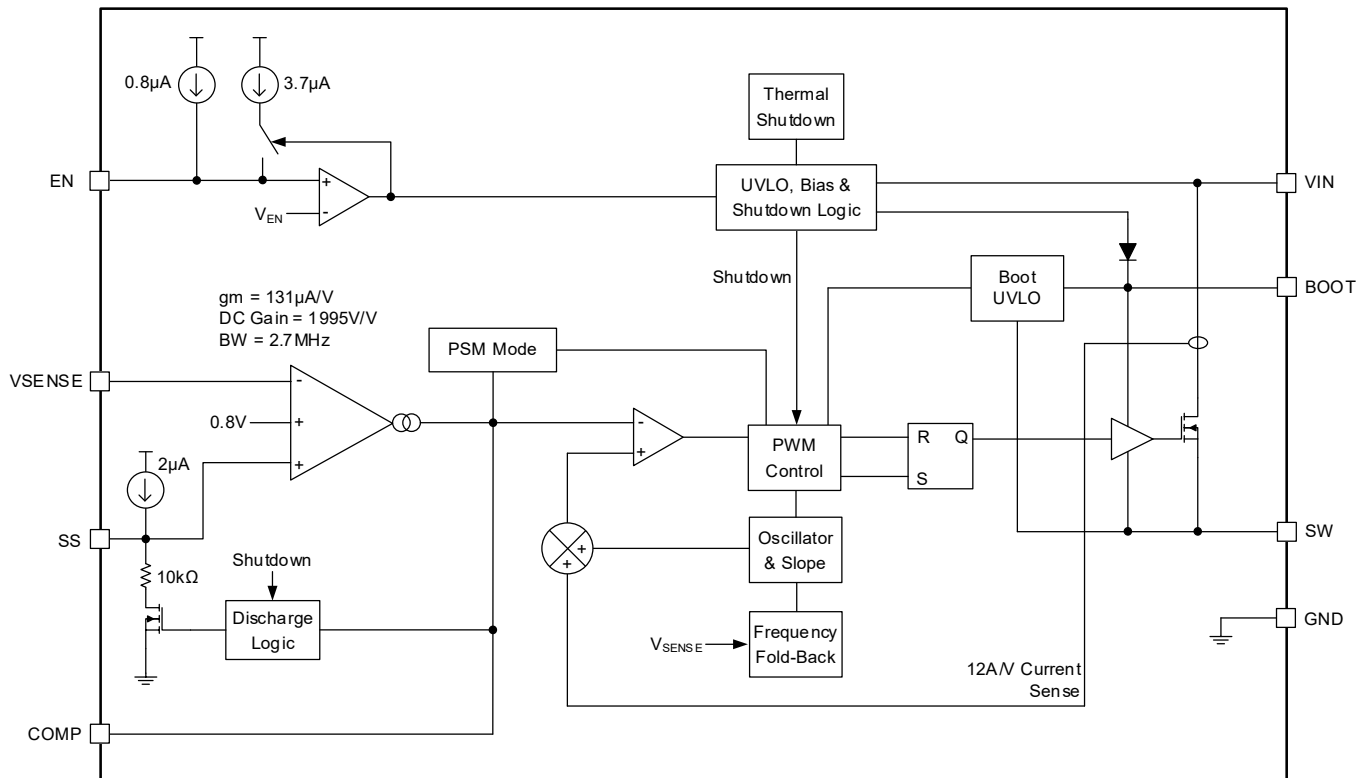 0.8µA
3.7µA
Thermal
Shutdown
EN
+
-
V_EN
UVLO, Bias &
Shutdown Logic
VIN
Shutdown
Boot
UVLO
BOOT
gm = 131µA/V
DC Gain = 1995V/V
BW = 2.7MHz
PSM Mode
VSENSE
-
0.8V
+
+
-
+
PWM
Control
R
Q
S
2µA
SS
10kΩ
Shutdown
Discharge
Logic
+
+
Oscillator
& Slope
SW
V_SENSE
Frequency
Fold-Back
GND
12A/V Current
Sense
COMP